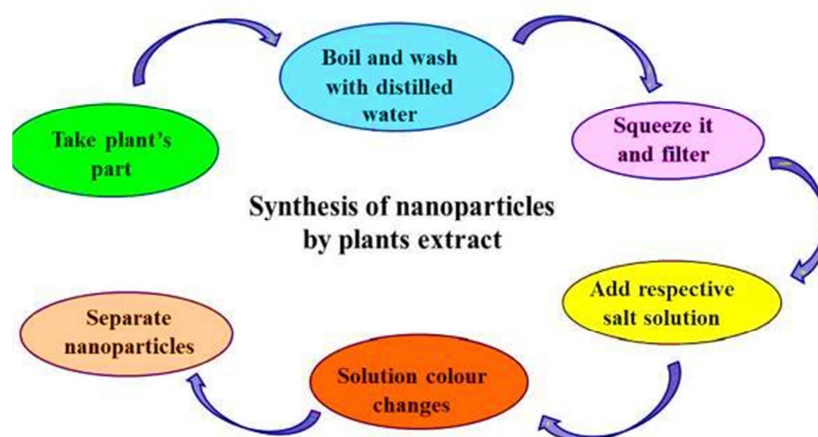 Take plant's
part
Boil and wash
with distilled
water
Squeeze it
and filter
Synthesis of nanoparticles
by plants extract
Add respective
salt solution
Solution colour
changes
Separate
nanoparticles